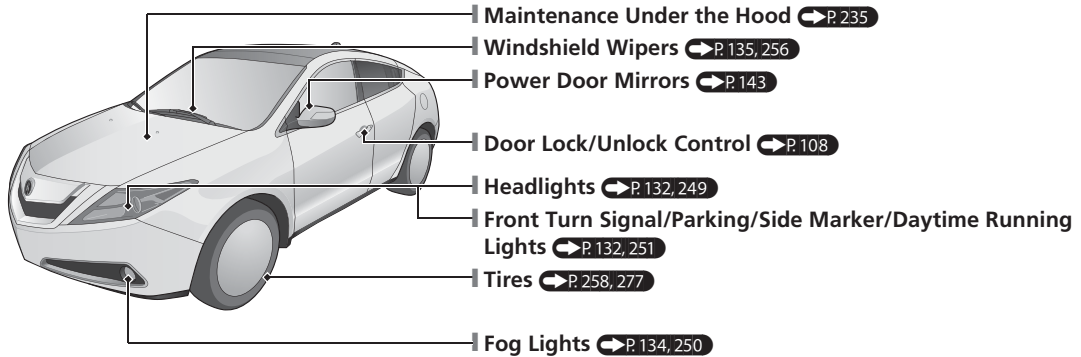 Maintenance Under the Hood P. 235
Windshield Wipers P. 135, 256
Power Door Mirrors P. 143
Door Lock/Unlock Control P. 108
Headlights P. 132, 249
Front Turn Signal/Parking/Side Marker/Daytime Running
Lights P. 132, 251
Tires P. 258, 277
Fog Lights P. 134, 250